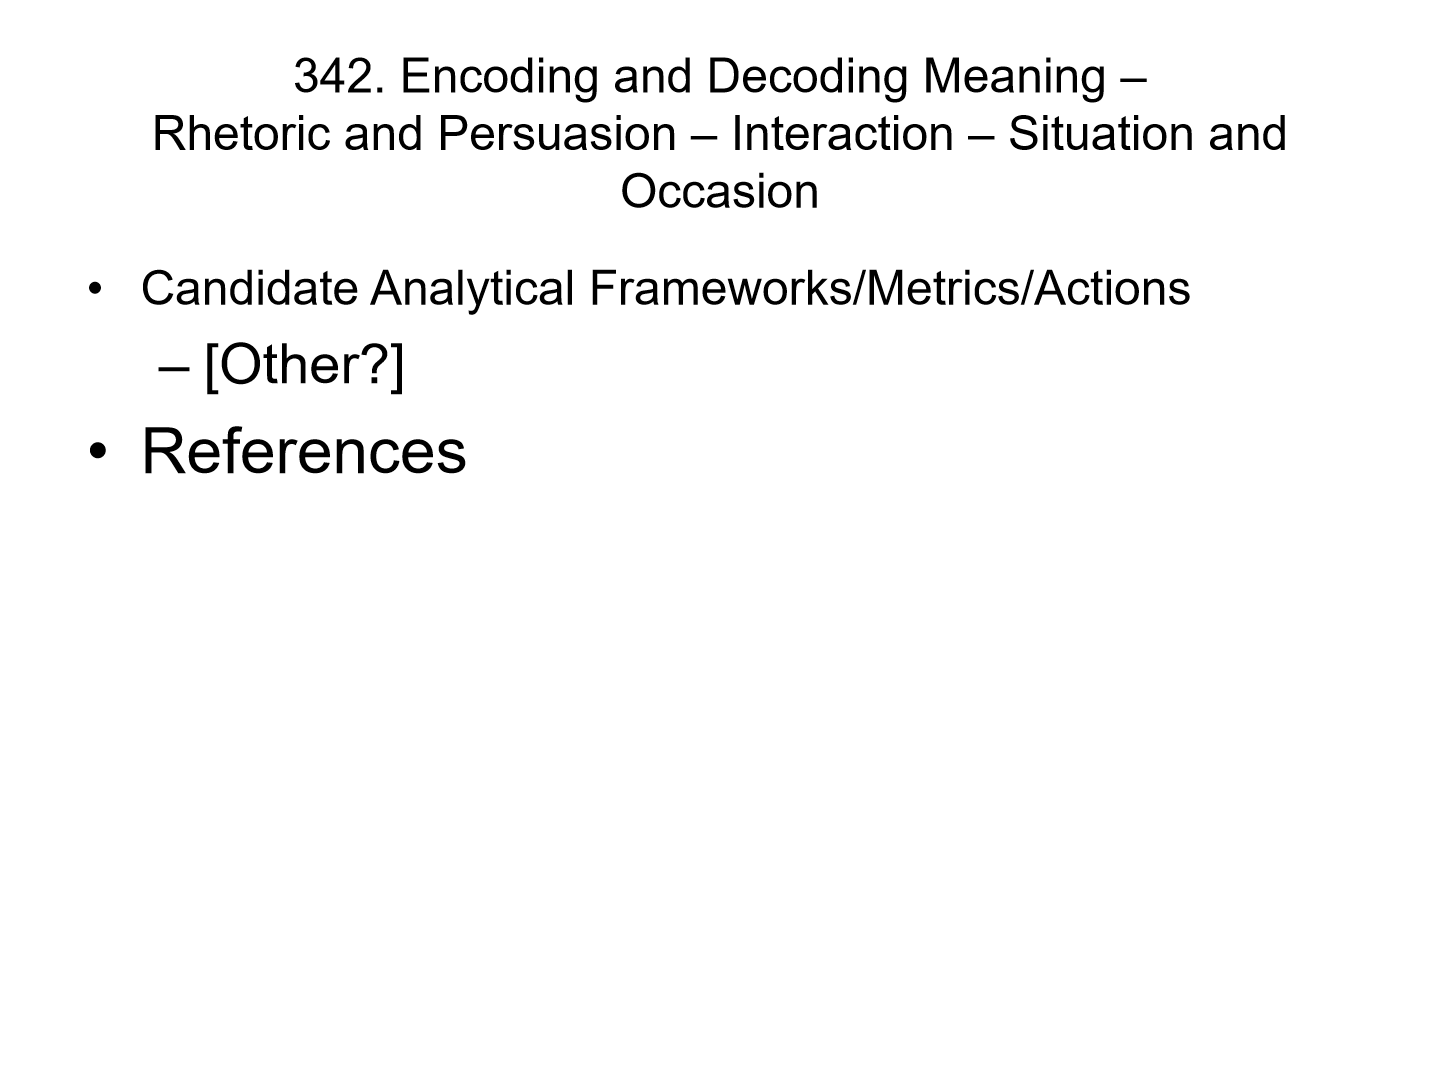 342. Encoding and Decoding Meaning –
Rhetoric and Persuasion – Interaction – Situation and
Occasion
• Candidate Analytical Frameworks/Metrics/Actions
– [Other?]
• References